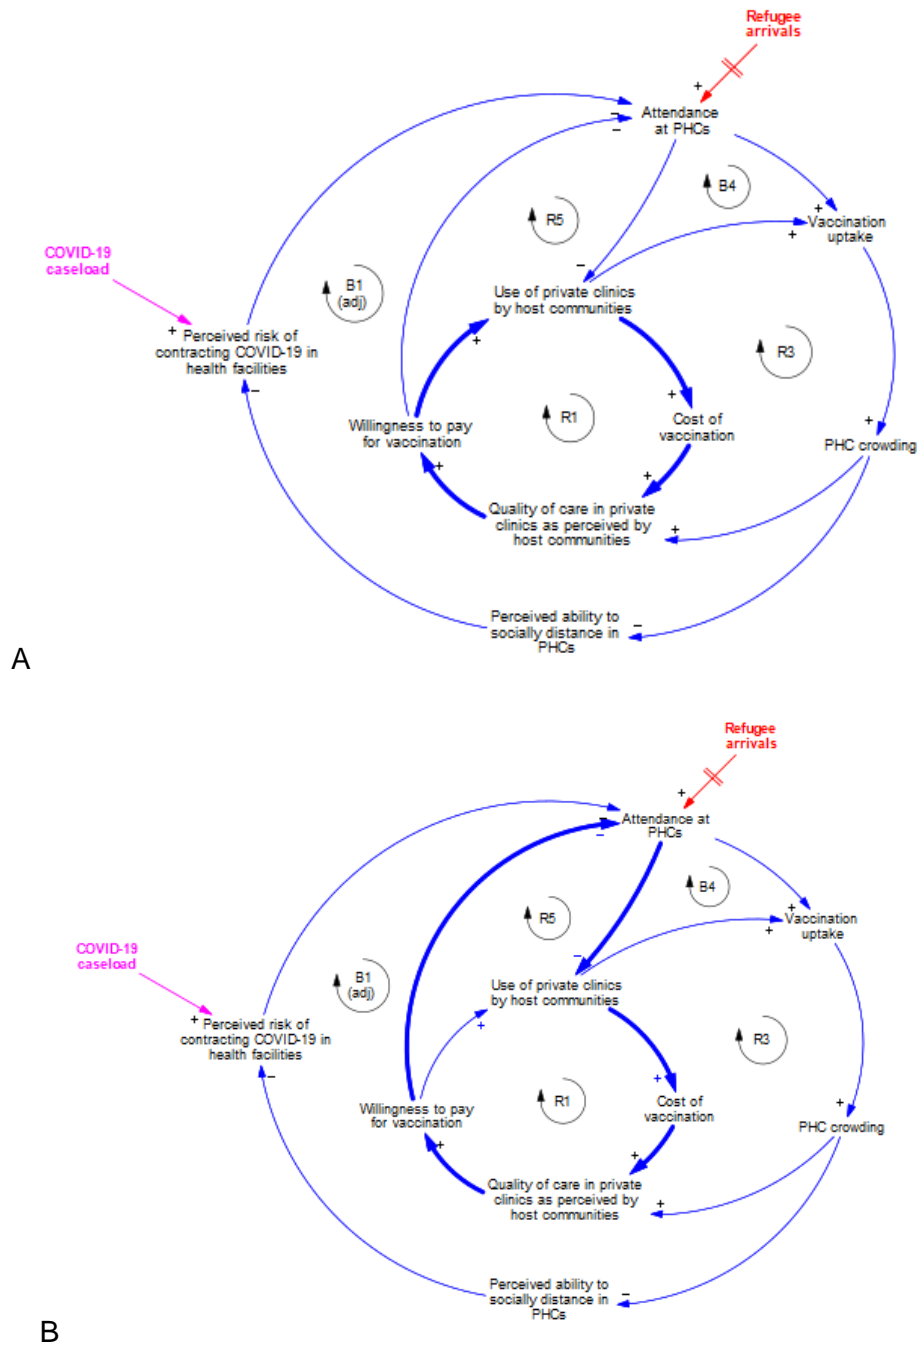 Refugee
arrivals
+
Attendance
at PHCs
−
−
B4
R5
+
Vaccination
uptake
+
COVID-19
caseload
B1
(adj)
−
Use of private clinics
by host communities
+
Perceived risk of
contracting COVID-19 in
health facilities
+
R3
−
+
R1
Willingness to pay
for vaccination
Cost of
vaccination
+
PHC crowding
+
+
Quality of care in private
clinics as perceived by
host communities
+
Perceived ability to
socially distance in
PHCs
−
A
Refugee
arrivals
+
Attendance at
PHCs
−
−
B4
R5
+
Vaccination
uptake
+
COVID-19
caseload
B1
(adj)
−
Use of private clinics
by host communities
+
Perceived risk of
contracting COVID-19 in
health facilities
+
R3
−
+
R1
Willingness to pay
for vaccination
Cost of
vaccination
+
PHC crowding
+
+
Quality of care in private
clinics as perceived by
host communities
+
Perceived ability to
socially distance in
PHCs
−
B